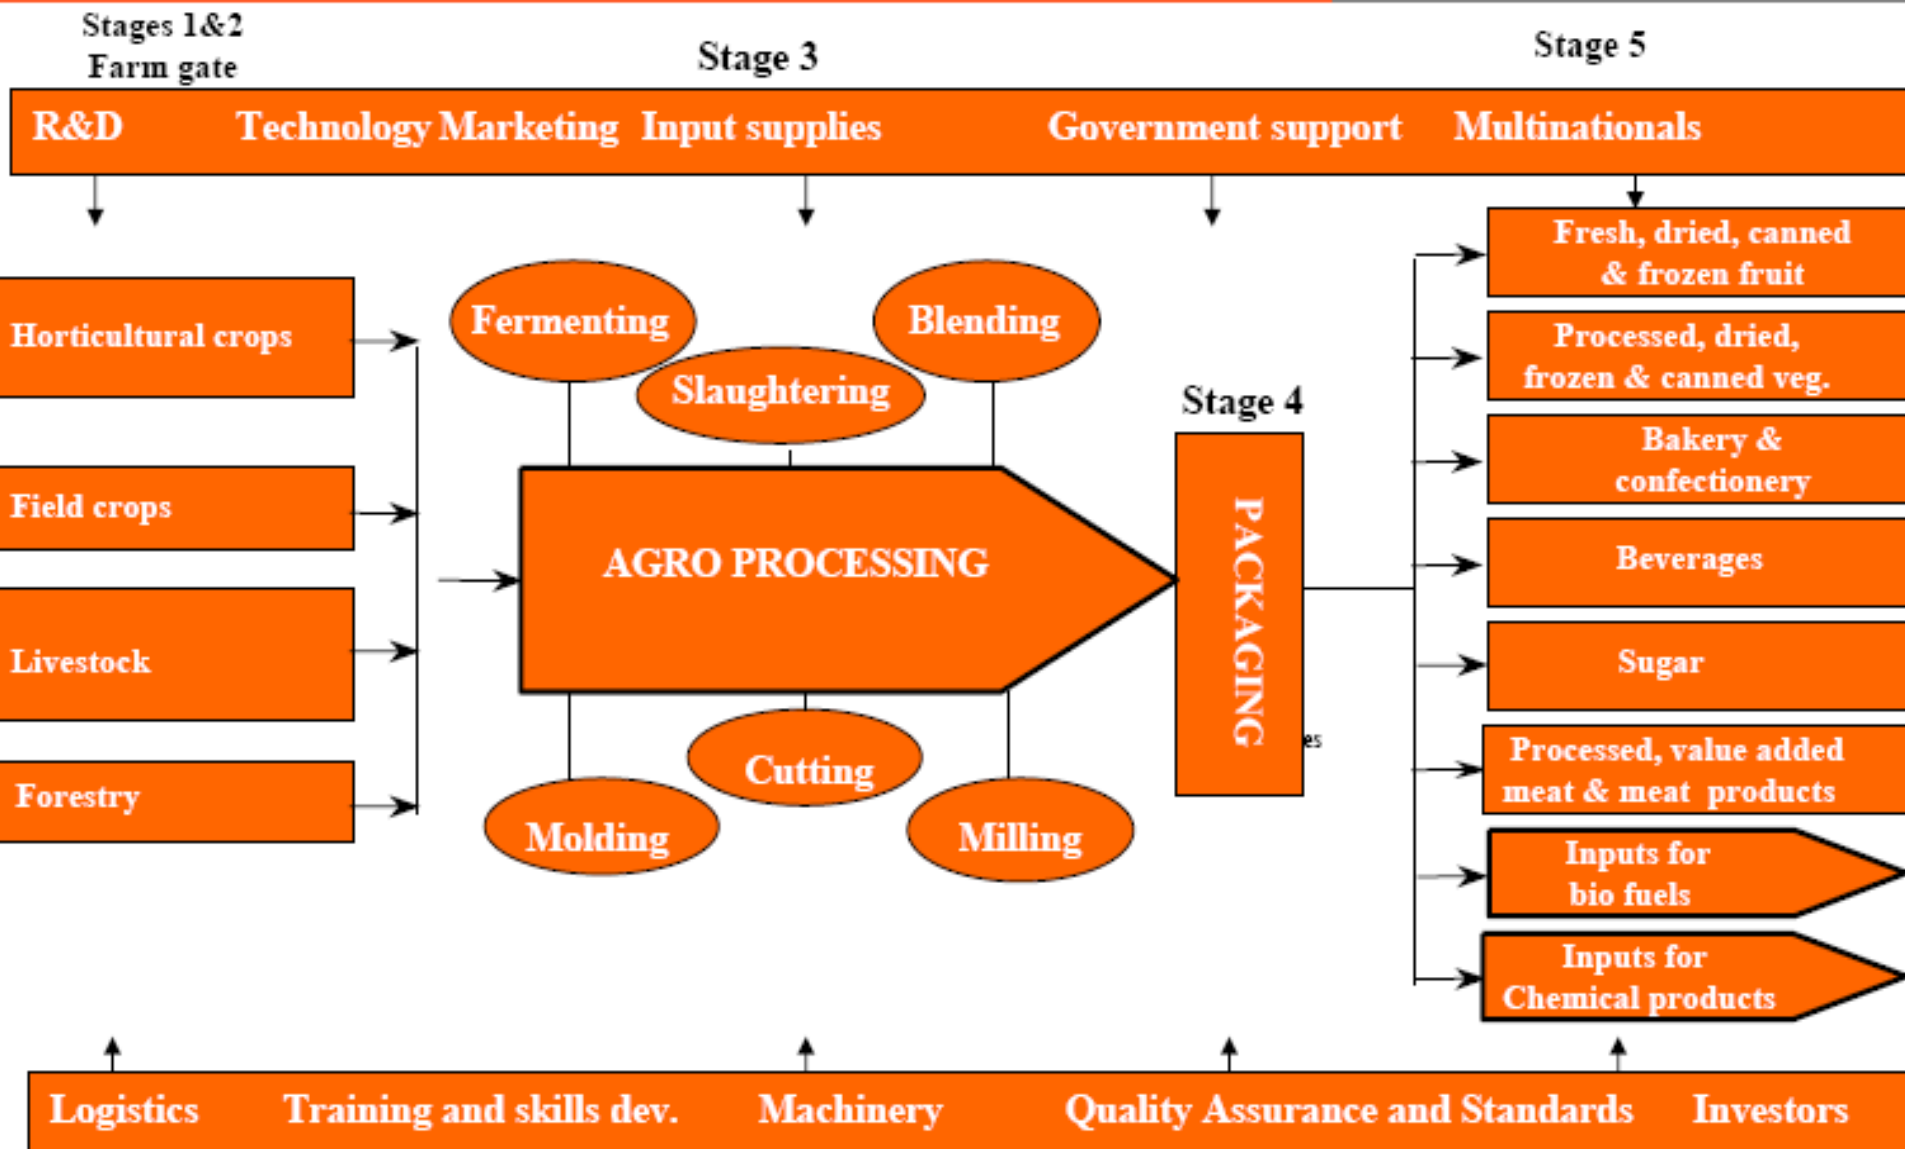 Stages 1&2
Farm gate
Stage 3
Stage 5
R&D Technology Marketing Input supplies Government support Multinationals
Horticultural crops
Field crops
Livestock
Forestry
Fermenting
Blending
Slaughtering
AGRO PROCESSING
Cutting
Molding
Milling
Stage 4
PACKAGING
es
Fresh, dried, canned
& frozen fruit
Processed, dried,
frozen & canned veg.
Bakery &
confectionery
Beverages
Sugar
Processed, value added
meat & meat products
Inputs for
bio fuels
Inputs for
Chemical products
Logistics Training and skills dev. Machinery Quality Assurance and Standards Investors